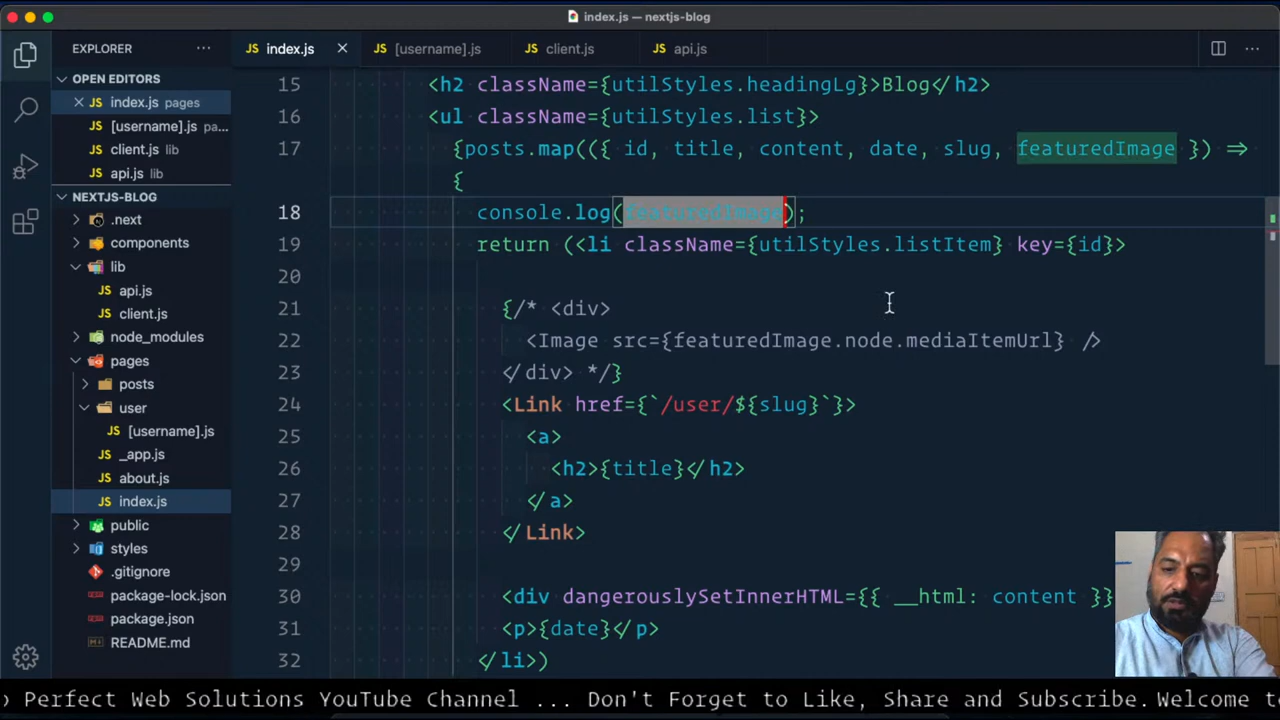 index.js — nextjs-blog
EXPLORER
OPEN EDITORS
index.js pages
[username].js pa...
client.js lib
api.js lib
NEXTJS-BLOG
.next
components
lib
api.js
client.js
node_modules
pages
posts
user
[username].js
_app.js
about.js
index.js
public
styles
.gitignore
package-lock.json
package.json
README.md
JS index.js
JS [username].js
JS client.js
JS api.js
15 <h2 className={utilStyles.headingLg}>Blog</h2>
16 <ul className={utilStyles.list}>
17 {posts.map(({ id, title, content, date, slug, featuredImage }) =>
{
18 console.log(featuredImage);
19 return (<li className={utilStyles.listItem} key={id}>
20
21 {/* <div>
22 <Image src={featuredImage.node.mediaItemUrl} />
23 </div> */}
24 <Link href={`/user/${slug}`}>
25 <a>
26 <h2>{title}</h2>
27 </a>
28 </Link>
29
30 <div dangerouslySetInnerHTML={{ __html: content }}
31 <p>{date}</p>
32 </li>)
Perfect Web Solutions YouTube Channel ... Don't Forget to Like, Share and Subscribe.Welcome t